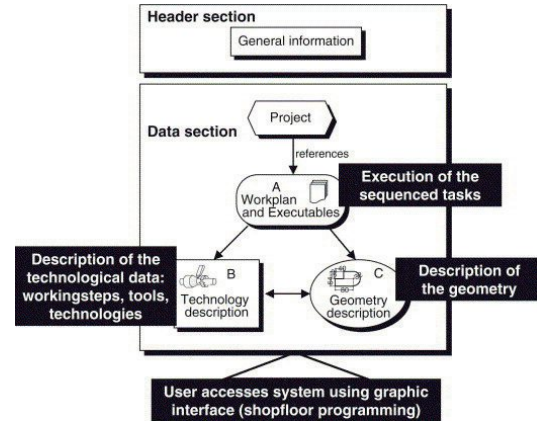 Header section
General information
Data section
Project
references
A
Workplan
and Executables
Execution of the
sequenced tasks
Description of the
technological data:
workingsteps, tools,
technologies
B
Technology
description
C
Geometry
description
Description of
the geometry
User accesses system using graphic
interface (shopfloor programming)